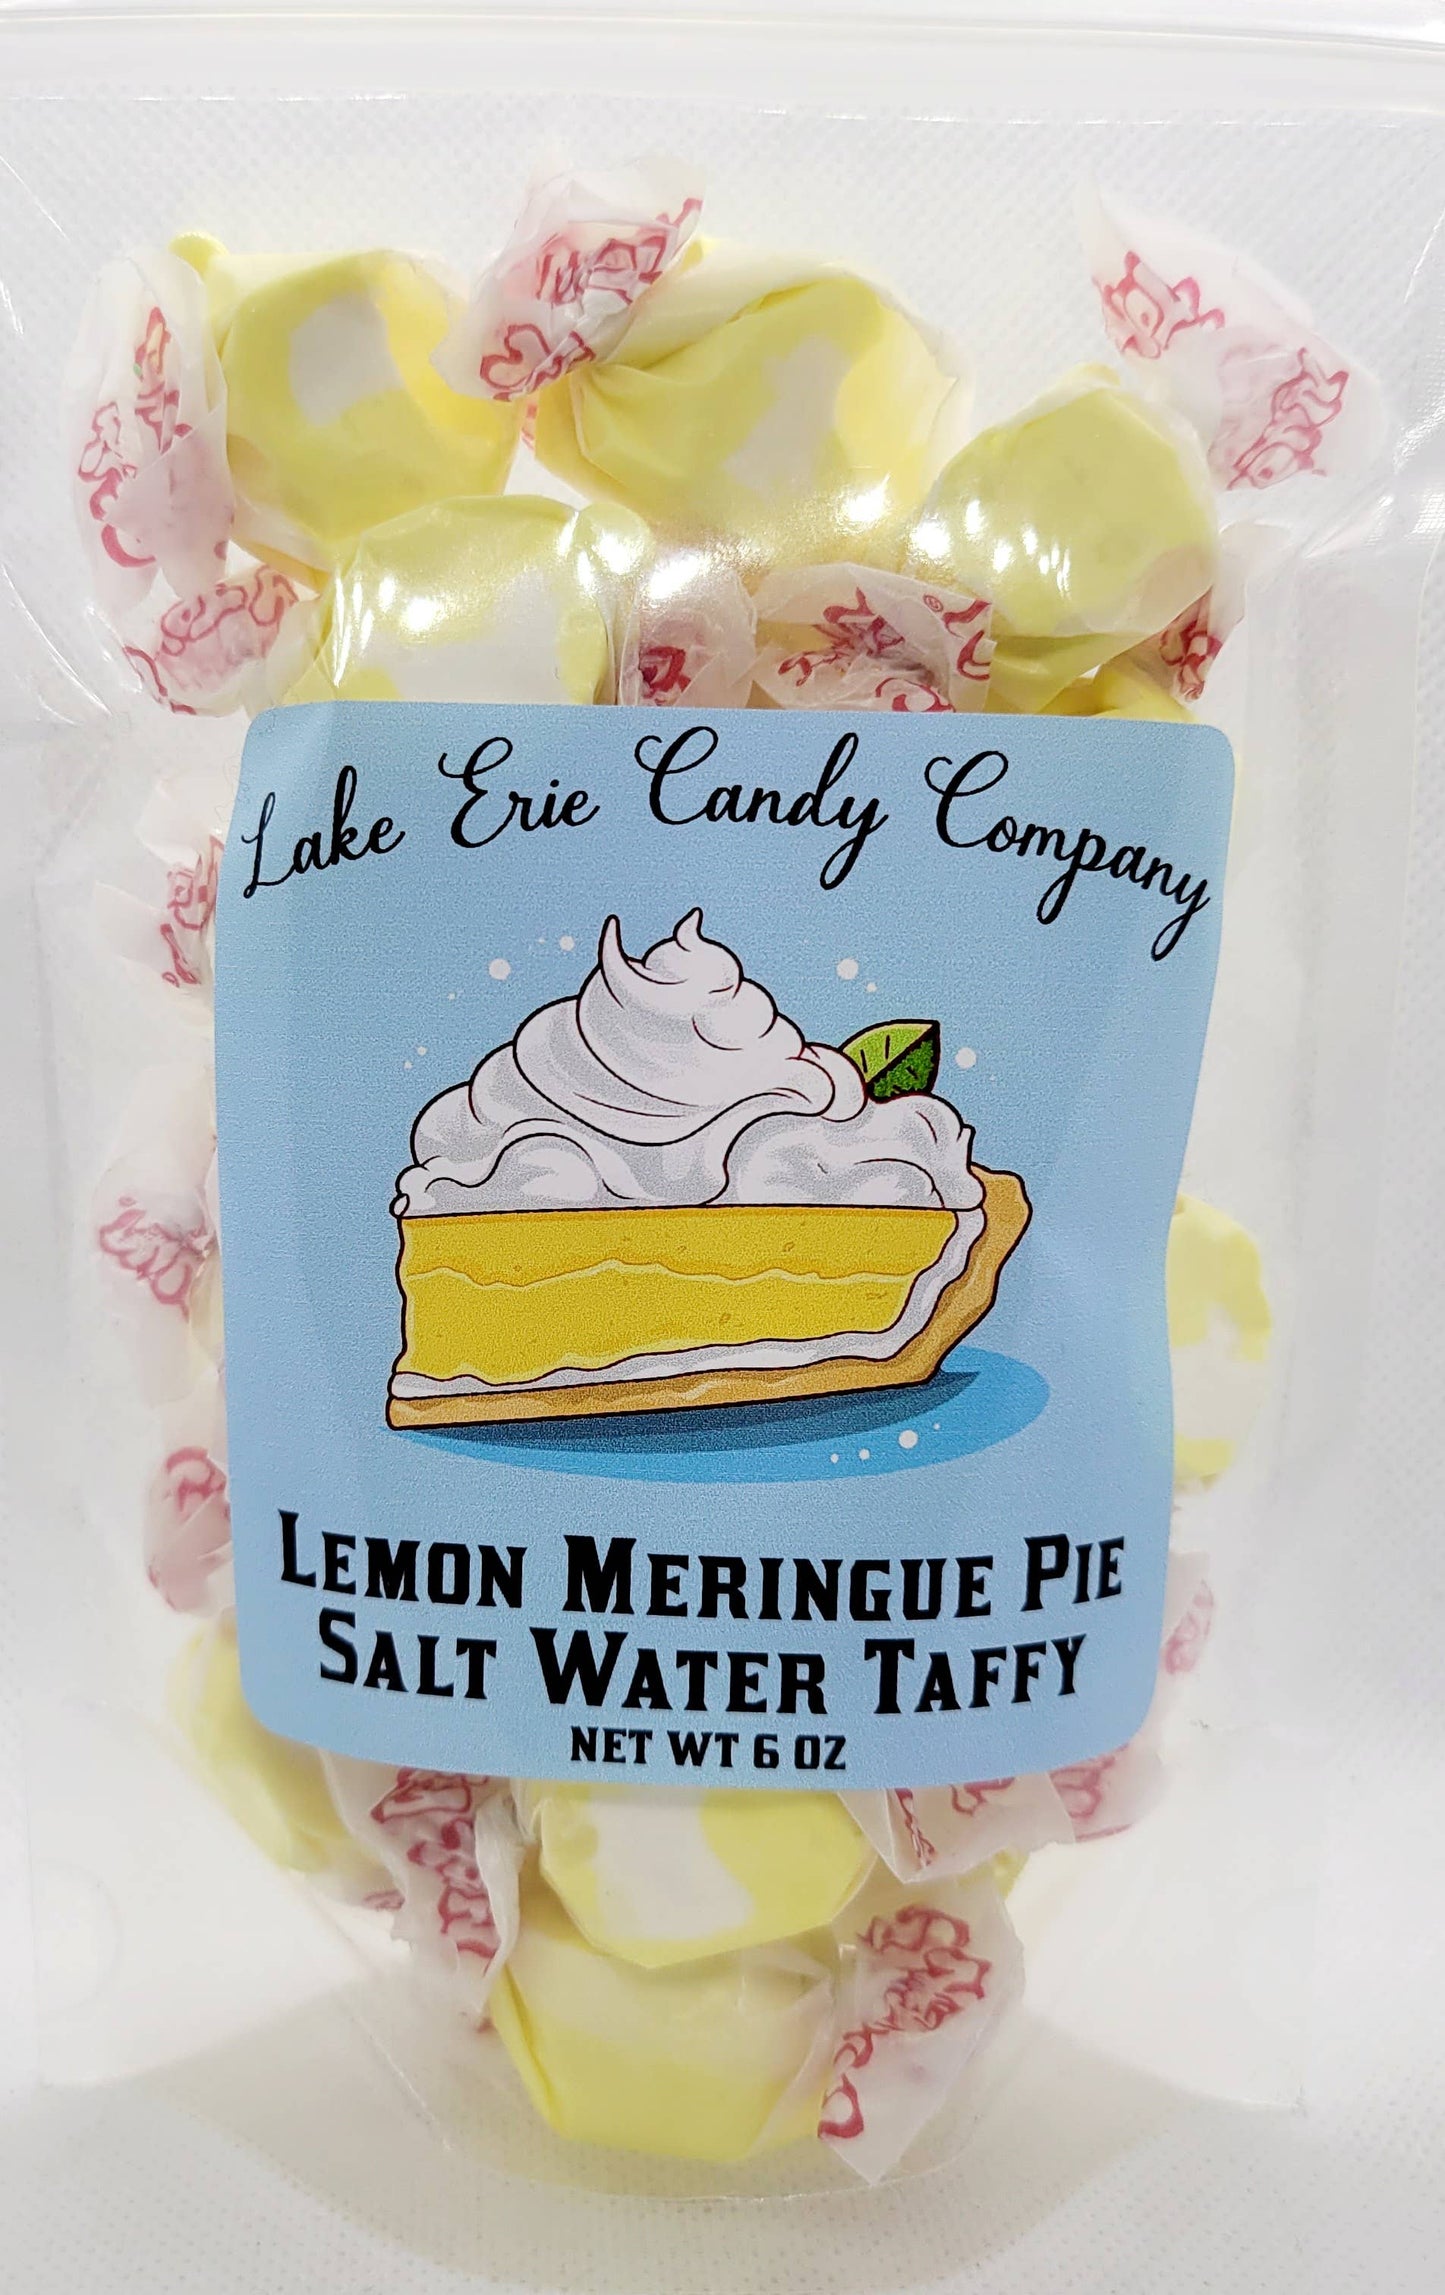 Lake Erie Candy Company
Lemon Meringue Pie
Salt Water Taffy
NET WT 6 OZ